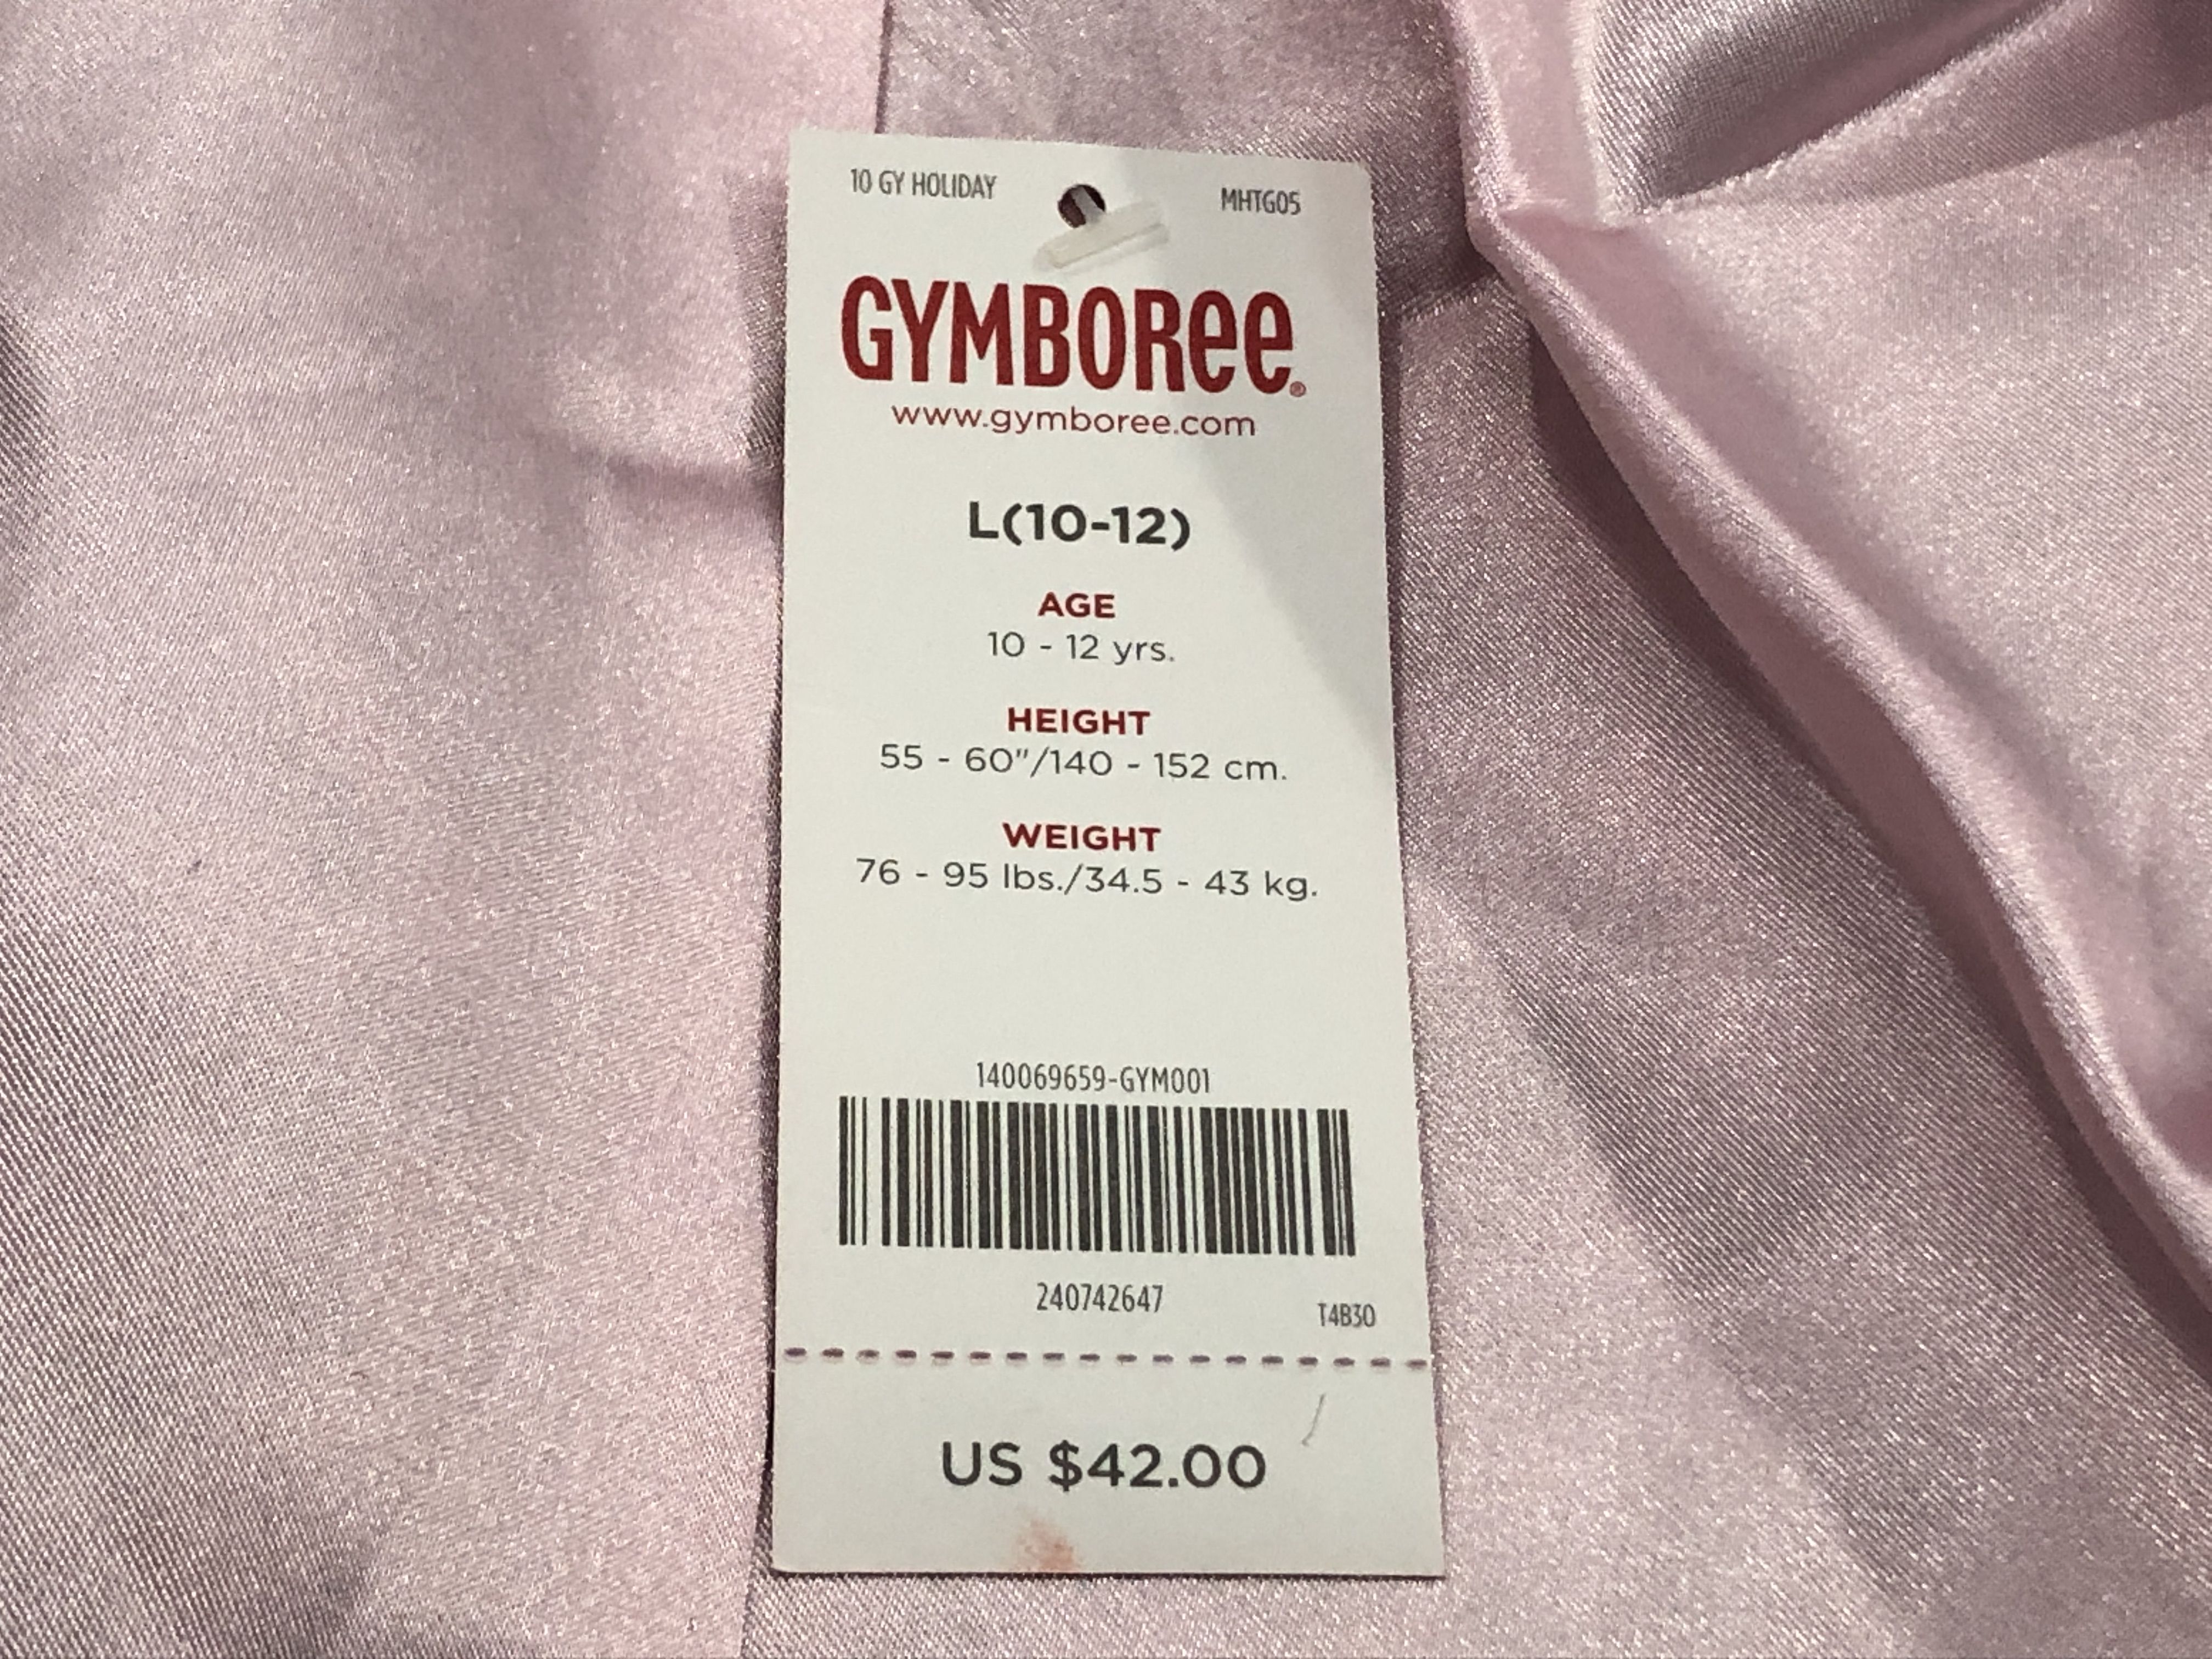 10 GY HOLIDAY
MHTG05
GYMBOREE®
www.gymboree.com
L(10-12)
AGE
10 - 12 yrs.
HEIGHT
55 - 60"/140 - 152 cm.
WEIGHT
76 - 95 lbs./34.5 - 43 kg.
140069659-GYM001
240742647
T4B30
US $42.00